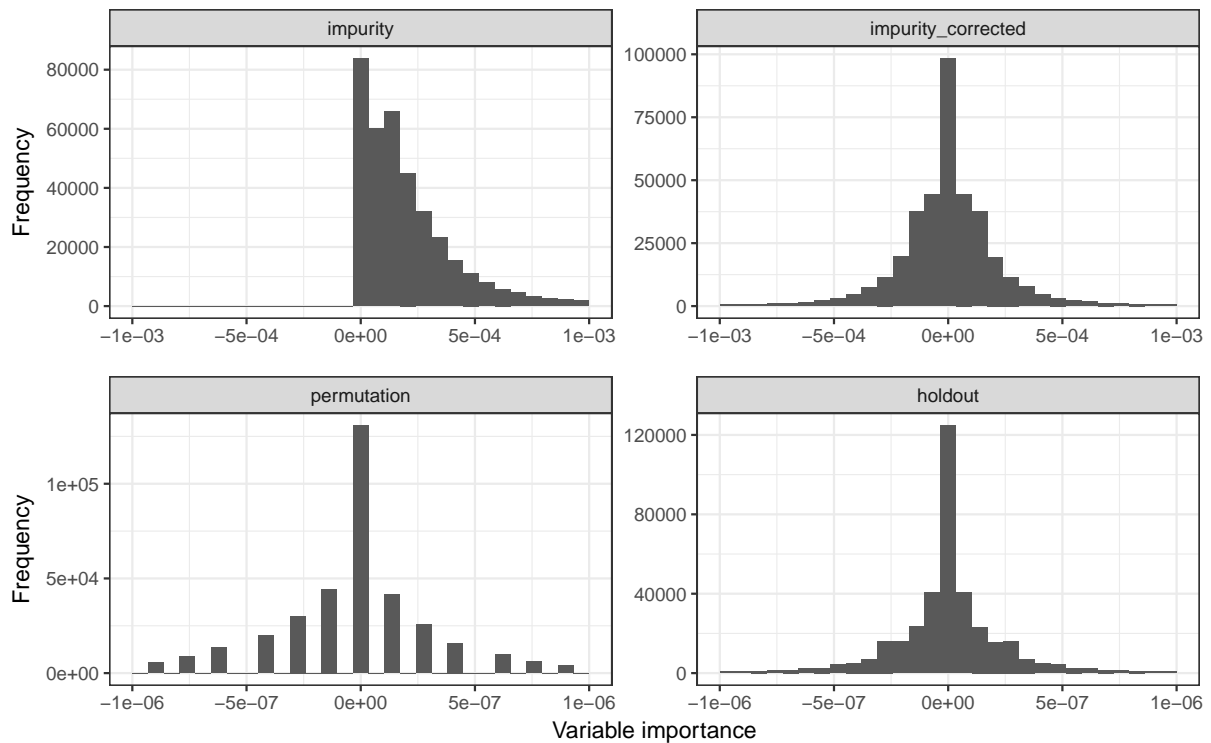 impurity
impurity_corrected
Frequency
80000
60000
40000
20000
0
100000
75000
50000
25000
0
−1e−03 −5e−04 0e+00 5e−04 1e−03
−1e−03 −5e−04 0e+00 5e−04 1e−03
permutation
holdout
Frequency
1e+05
5e+04
0e+00
120000
80000
40000
0
−1e−06 −5e−07 0e+00 5e−07 1e−06
−1e−06 −5e−07 0e+00 5e−07 1e−06
Variable importance